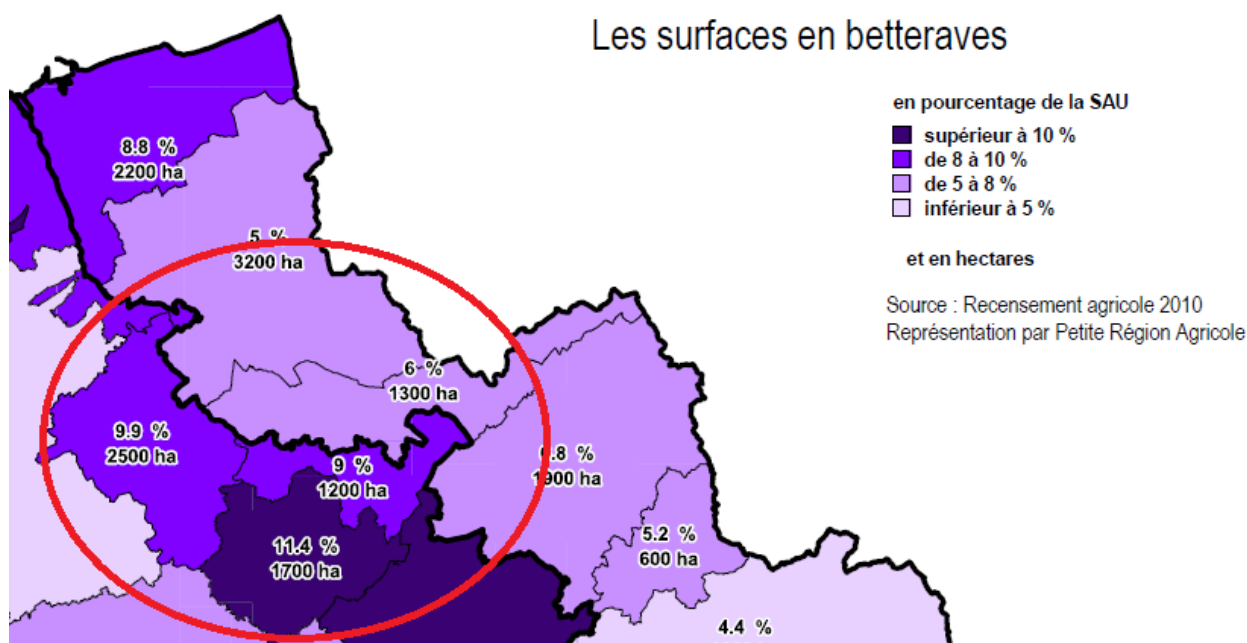 Les surfaces en betteraves
en pourcentage de la SAU
supérieur à 10 %
de 8 à 10 %
de 5 à 8 %
inférieur à 5 %
et en hectares
Source : Recensement agricole 2010
Représentation par Petite Région Agricole
8.8 %
2200 ha
5 %
3200 ha
6 %
1300 ha
9.9 %
2500 ha
9 %
1200 ha
6.8 %
1900 ha
11.4 %
1700 ha
5.2 %
600 ha
4.4 %